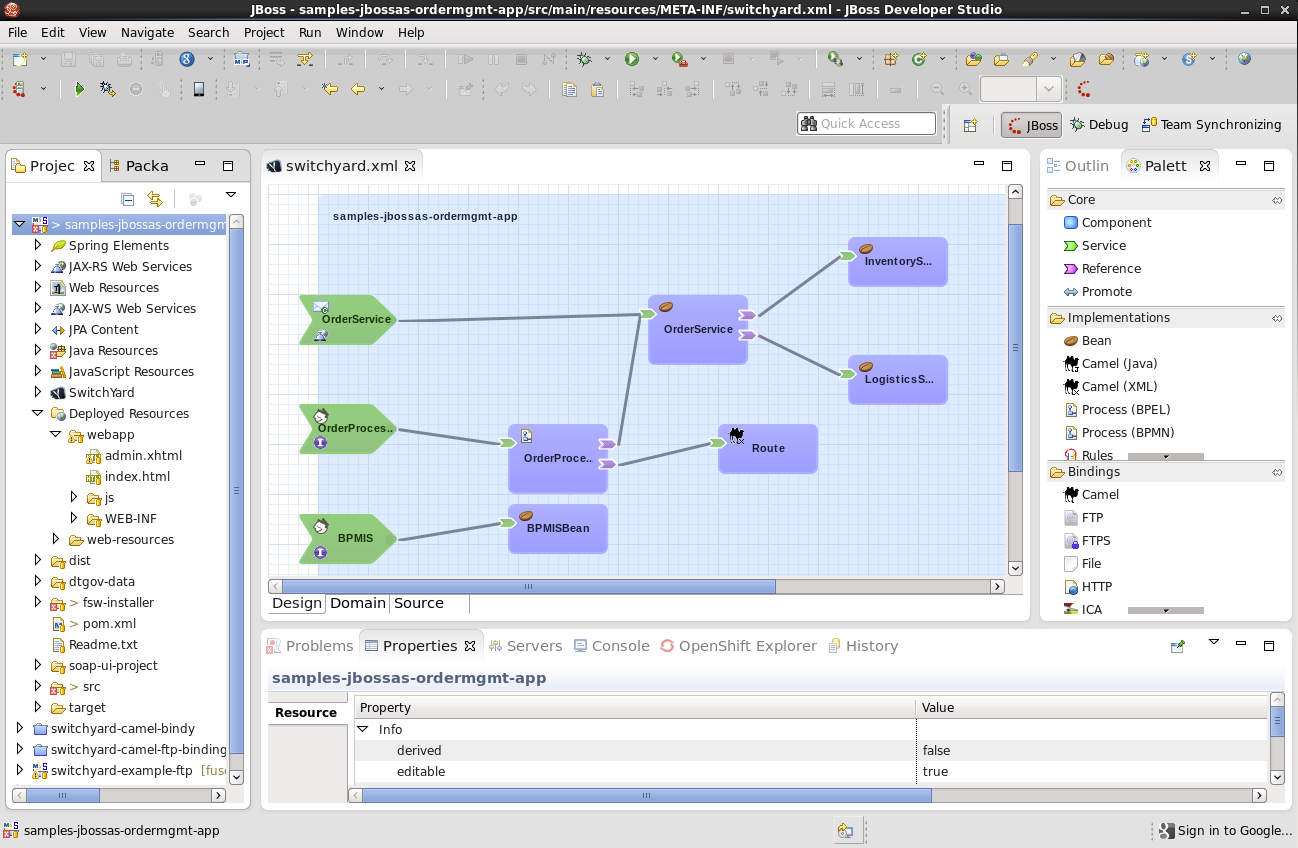 JBoss - samples-jbossas-ordermgmt-app/src/main/resources/META-INF/switchyard.xml - JBoss Developer Studio
File Edit View Navigate Search Project Run Window Help
Quick Access
JBoss Debug Team Synchronizing
Projec Packa
> samples-jbossas-ordermgm
Spring Elements
JAX-RS Web Services
Web Resources
JAX-WS Web Services
JPA Content
Java Resources
JavaScript Resources
SwitchYard
Deployed Resources
webapp
admin.xhtml
index.html
js
WEB-INF
web-resources
dist
dtgov-data
> fsw-installer
> pom.xml
Readme.txt
soap-ui-project
> src
target
switchyard-camel-bindy
switchyard-camel-ftp-binding
switchyard-example-ftp [fuse
switchyard.xml
samples-jbossas-ordermgmt-app
InventoryS...
OrderService
OrderService
LogisticsS...
OrderProces..
OrderProce..
Route
BPMIS
BPMISBean
Design Domain Source
Outlin Palett
Core
Component
Service
Reference
Promote
Implementations
Bean
Camel (Java)
Camel (XML)
Process (BPEL)
Process (BPMN)
Rules
Bindings
Camel
FTP
FTPS
File
HTTP
ICA
Problems Properties Servers Console OpenShift Explorer History
samples-jbossas-ordermgmt-app
Resource
Property Value
Info
derived false
editable true
samples-jbossas-ordermgmt-app
Sign in to Google...